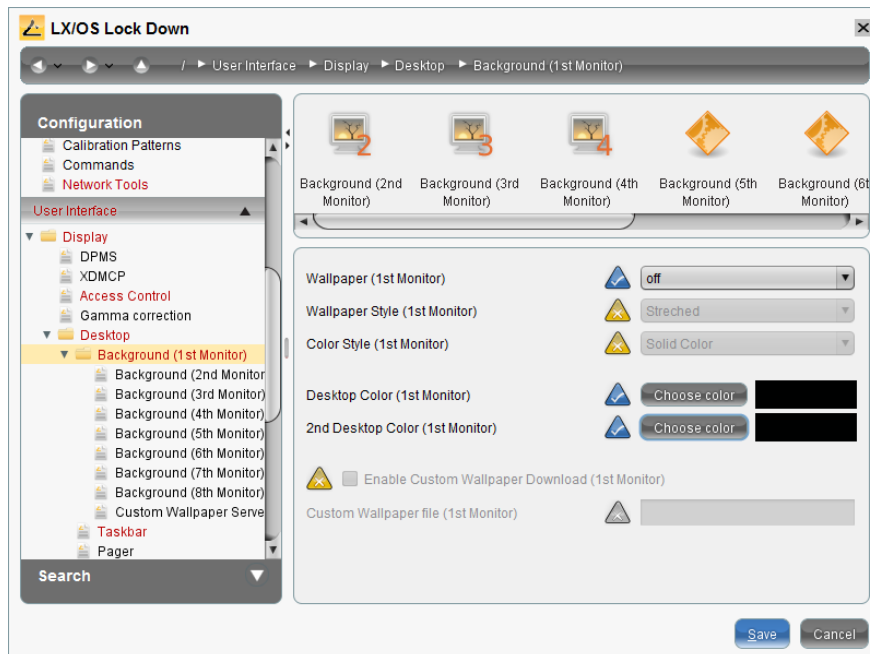 LX/OS Lock Down
/ User Interface Display Desktop Background (1st Monitor)
Configuration
Calibration Patterns
Commands
Network Tools
User Interface
Display
DPMS
XDMCP
Access Control
Gamma correction
Desktop
Background (1st Monitor)
Background (2nd Monitor
Background (3rd Monitor)
Background (4th Monitor)
Background (5th Monitor)
Background (6th Monitor)
Background (7th Monitor)
Background (8th Monitor)
Custom Wallpaper Serve
Taskbar
Pager
Search
2 3 4
Background (2nd Monitor)
Background (3rd Monitor)
Background (4th Monitor)
Background (5th Monitor)
Background (6t Monitor)
Wallpaper (1st Monitor) off
Wallpaper Style (1st Monitor) Streched
Color Style (1st Monitor) Solid Color
Desktop Color (1st Monitor) Choose color
2nd Desktop Color (1st Monitor) Choose color
Enable Custom Wallpaper Download (1st Monitor)
Custom Wallpaper file (1st Monitor)
Save Cancel